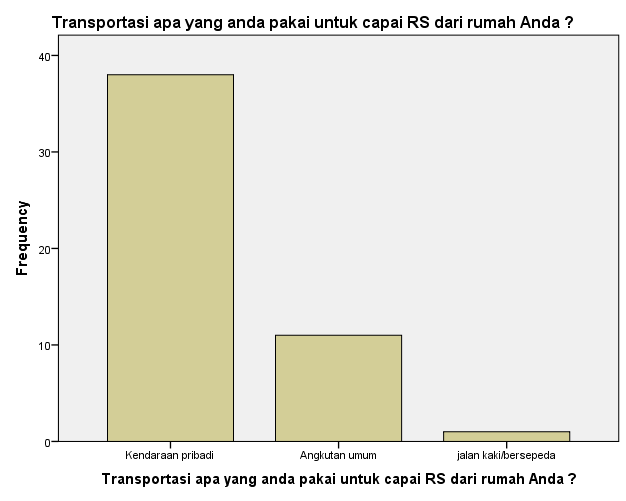 Transportasi apa yang anda pakai untuk capai RS dari rumah Anda ?
40
30
20
10
0
Frequency
Kendaraan pribadi
Angkutan umum
jalan kaki/bersepeda
Transportasi apa yang anda pakai untuk capai RS dari rumah Anda ?